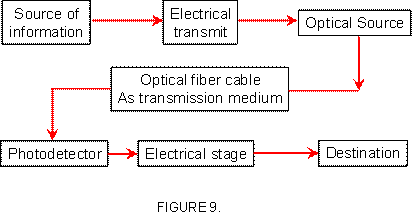 Source of
information
Electrical
transmit
Optical Source
Optical fiber cable
As transmission medium
Photodetector
Electrical stage
Destination
FIGURE 9.